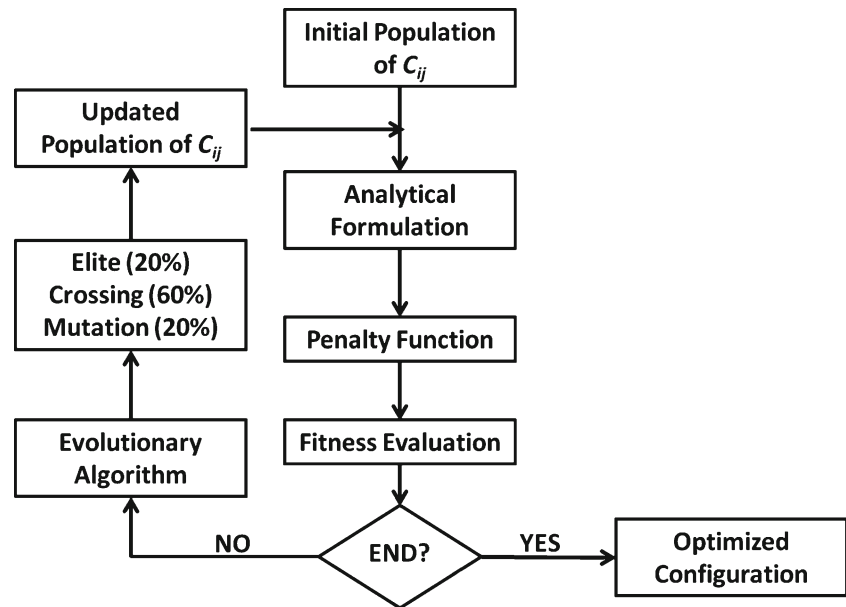 Initial Population
of Cij
Updated
Population of Cij
Analytical
Formulation
Elite (20%)
Crossing (60%)
Mutation (20%)
Penalty Function
Evolutionary
Algorithm
Fitness Evaluation
END?
NO
YES
Optimized
Configuration